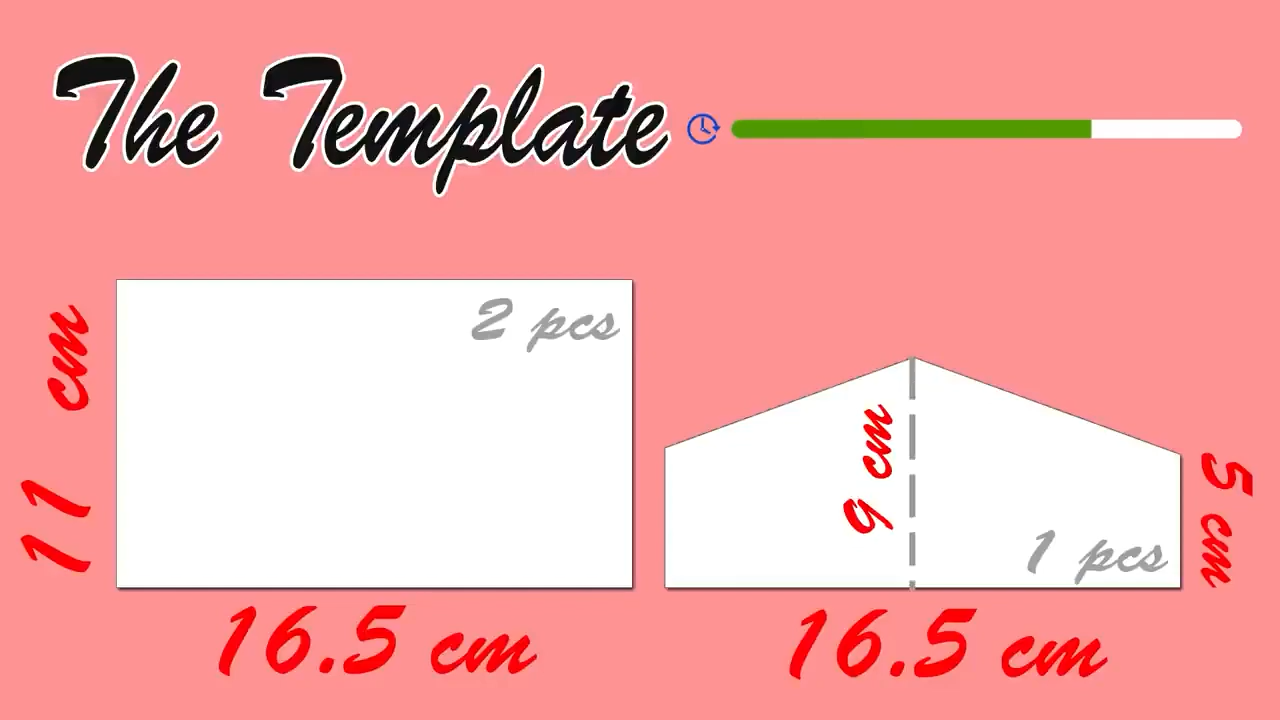 The Template
2 pcs
11 cm
16.5 cm
9 cm
1 pcs
5 cm
16.5 cm